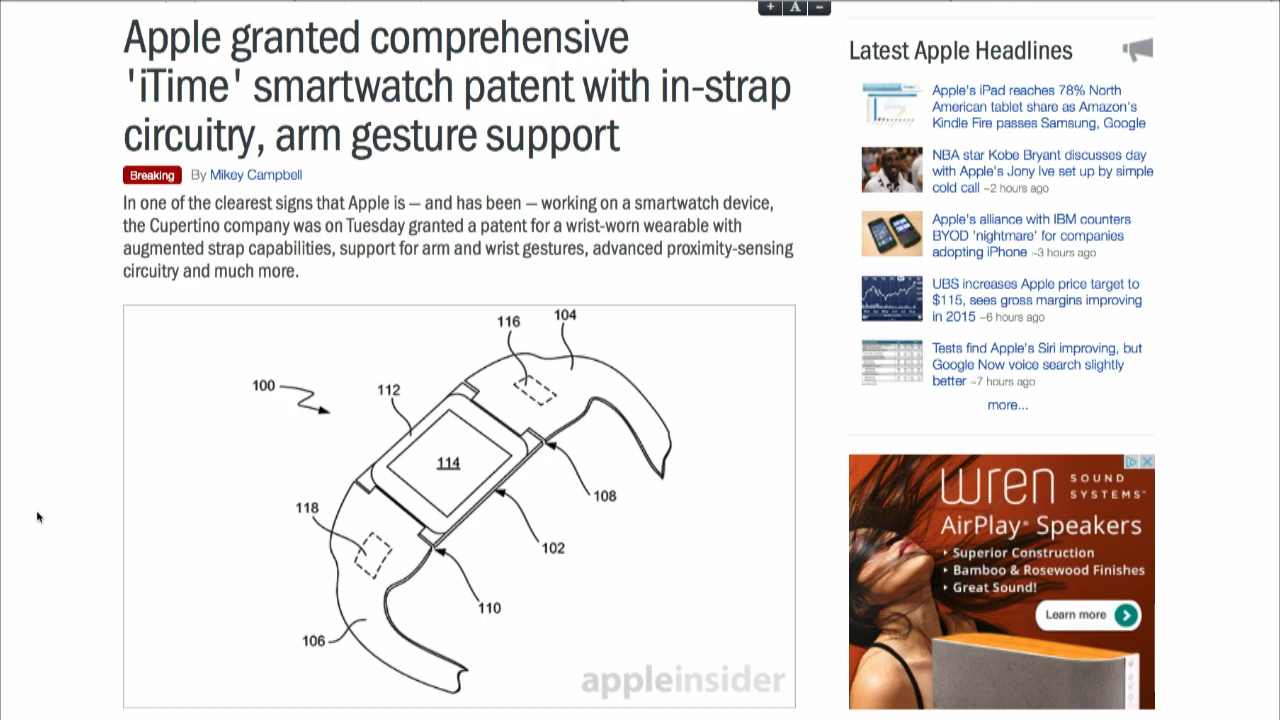 + A −
Apple granted comprehensive
'iTime' smartwatch patent with in-strap
circuitry, arm gesture support
Breaking By Mikey Campbell
In one of the clearest signs that Apple is — and has been — working on a smartwatch device,
the Cupertino company was on Tuesday granted a patent for a wrist-worn wearable with
augmented strap capabilities, support for arm and wrist gestures, advanced proximity-sensing
circuitry and much more.
116
104
100
112
114
108
118
102
110
106
appleinsider
Latest Apple Headlines
Apple's iPad reaches 78% North
American tablet share as Amazon's
Kindle Fire passes Samsung, Google
NBA star Kobe Bryant discusses day
with Apple's Jony Ive set up by simple
cold call ~2 hours ago
Apple's alliance with IBM counters
BYOD 'nightmare' for companies
adopting iPhone ~3 hours ago
UBS increases Apple price target to
$115, sees gross margins improving
in 2015 ~6 hours ago
Tests find Apple's Siri improving, but
Google Now voice search slightly
better ~7 hours ago
more...
wren SOUND
SYSTEMS™
AirPlay® Speakers
Superior Construction
Bamboo & Rosewood Finishes
Great Sound!
Learn more